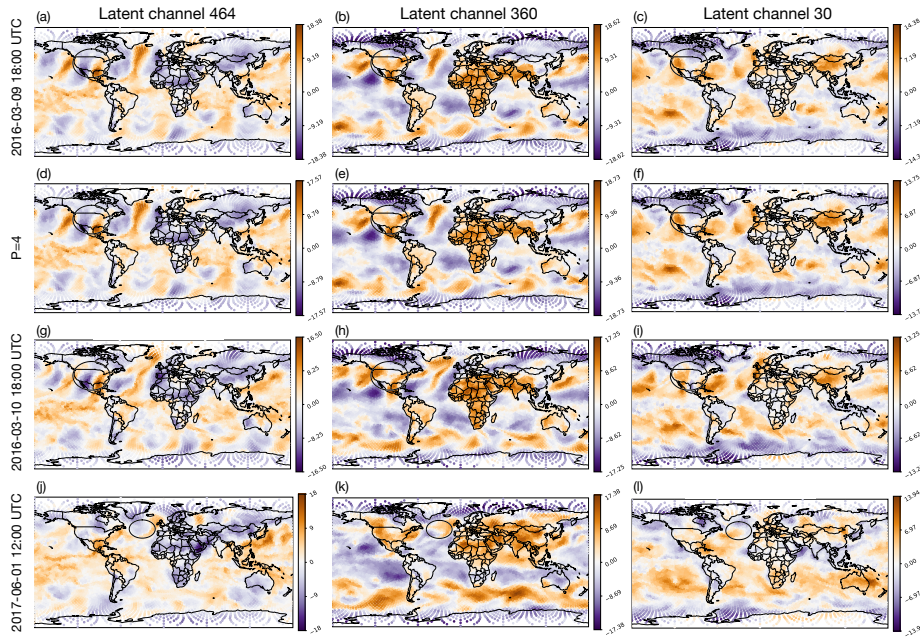 Latent channel 464
Latent channel 360
Latent channel 30
2016-03-09 18:00 UTC
(a)
18.38
9.19
0.00
−9.19
−18.38
(b)
18.62
9.31
0.00
−9.31
−18.62
(c)
14.38
7.19
0.00
P=4
(d)
17.57
8.79
0.00
−8.79
−17.57
(e)
18.73
9.36
0.00
−9.36
−18.73
(f)
13.75
0.00
−6.87
2016-03-10 18:00 UTC
(g)
16.50
8.25
0.00
−8.25
−16.50
(h)
17.25
8.62
0.00
−8.62
−17.25
(i)
0.00
−6.62
2017-06-01 12:00 UTC
(j)
18
9
0
−9
−18
(k)
17.38
8.69
0.00
−8.69
−17.38
(l)
13.94
6.97
0.00
−6.97